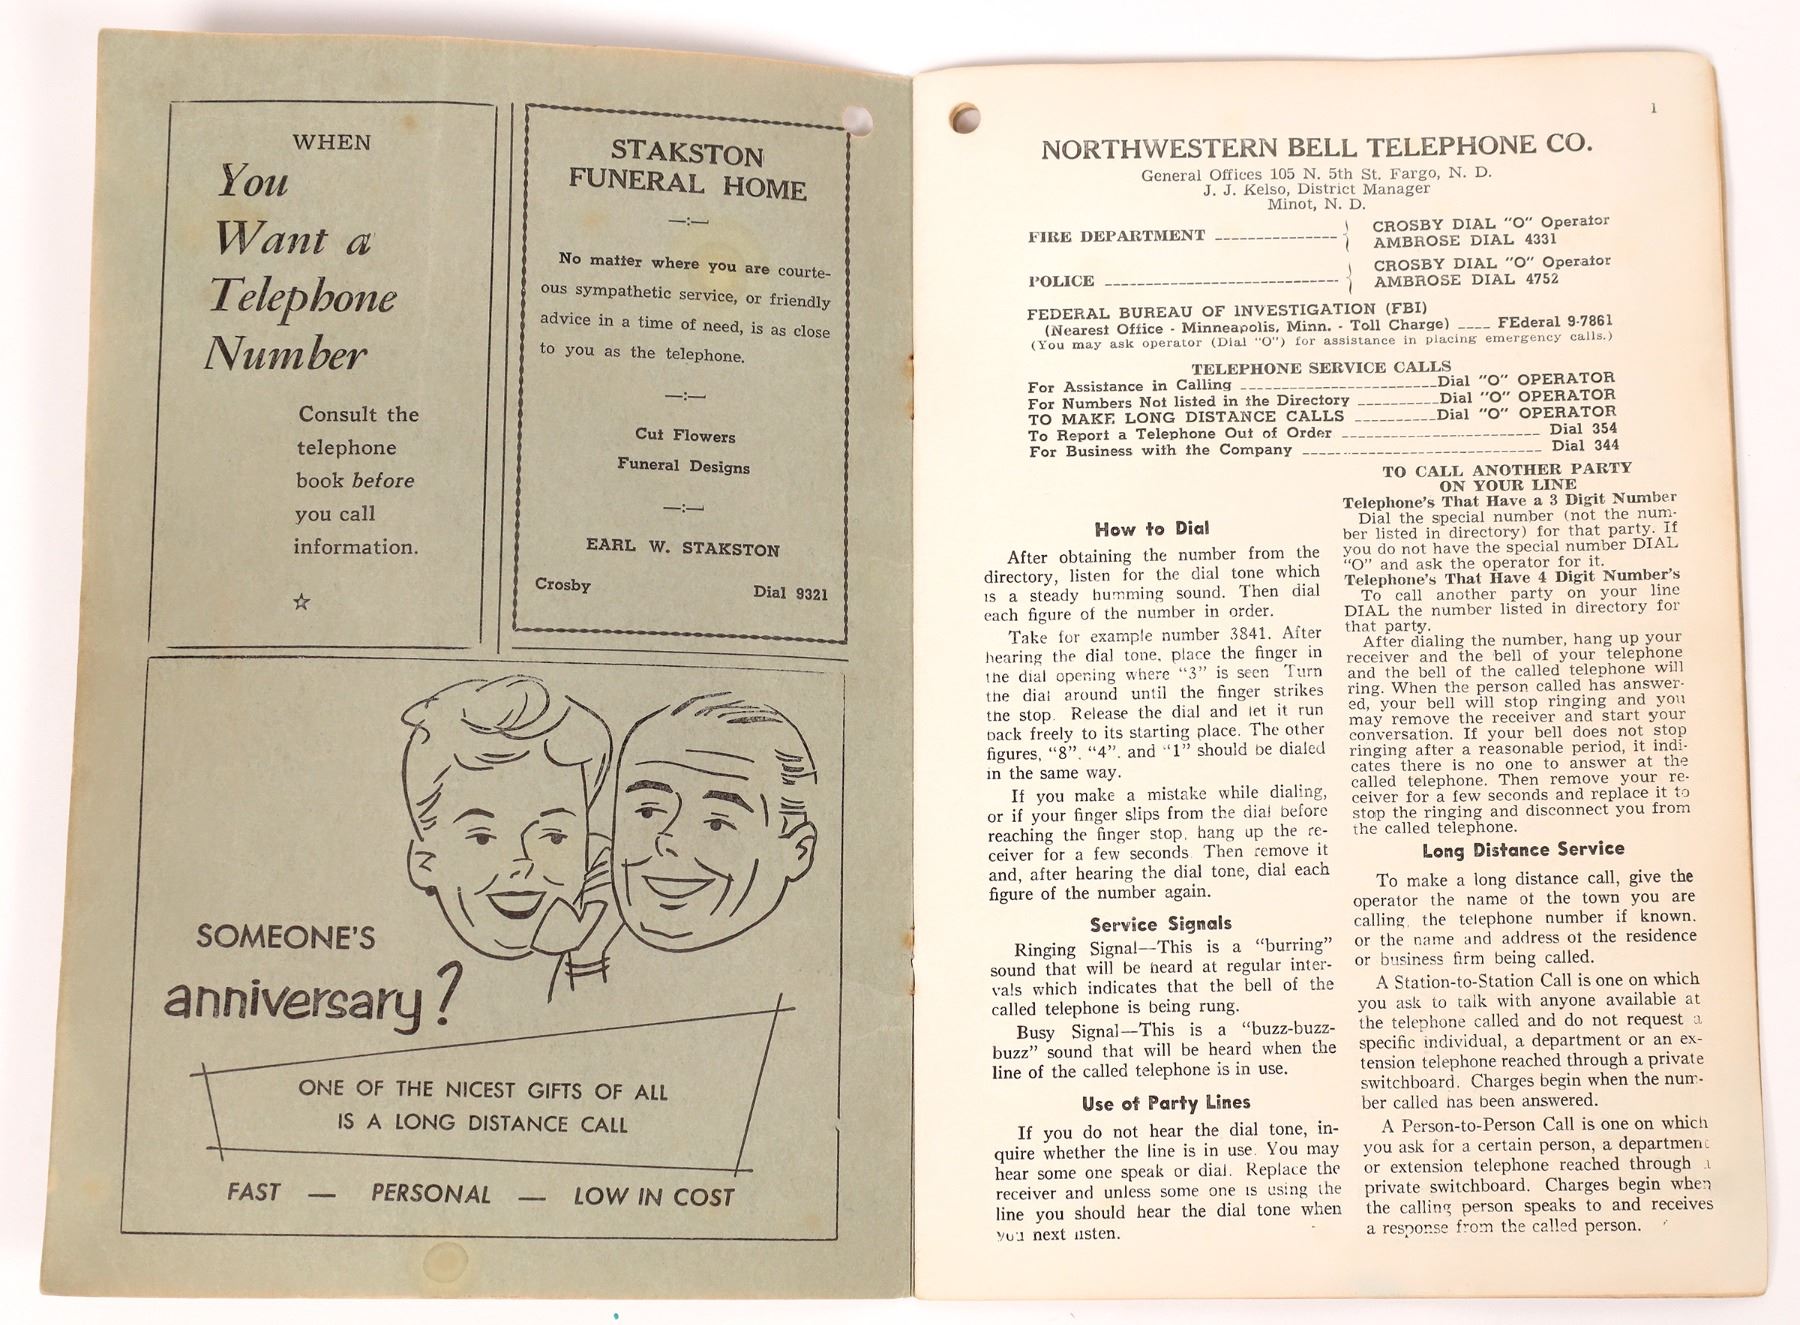 WHEN
You
Want a
Telephone
Number
Consult the
telephone
book before
you call
information.
STAKSTON
FUNERAL HOME
No matter where you are courte-
ous sympathetic service, or friendly
advice in a time of need, is as close
to you as the telephone.
Cut Flowers
Funeral Designs
EARL W. STAKSTON
Crosby Dial 9321
SOMEONE'S
anniversary?
ONE OF THE NICEST GIFTS OF ALL
IS A LONG DISTANCE CALL
FAST — PERSONAL — LOW IN COST
1
NORTHWESTERN BELL TELEPHONE CO.
General Offices 105 N. 5th St. Fargo, N. D.
J. J. Kelso, District Manager
Minot, N. D.
FIRE DEPARTMENT CROSBY DIAL "O" Operator
AMBROSE DIAL 4331
POLICE CROSBY DIAL "O" Operator
AMBROSE DIAL 4752
FEDERAL BUREAU OF INVESTIGATION (FBI)
(Nearest Office - Minneapolis, Minn. - Toll Charge) ---- FEderal 9-7861
(You may ask operator (Dial "O") for assistance in placing emergency calls.)
TELEPHONE SERVICE CALLS
For Assistance in Calling Dial "O" OPERATOR
For Numbers Not listed in the Directory Dial "O" OPERATOR
TO MAKE LONG DISTANCE CALLS Dial "O" OPERATOR
To Report a Telephone Out of Order Dial 354
For Business with the Company Dial 344
How to Dial
After obtaining the number from the
directory, listen for the dial tone which
is a steady humming sound. Then dial
each figure of the number in order.
Take for example number 3841. After
hearing the dial tone, place the finger in
the dial opening where "3" is seen Turn
the dial around until the finger strikes
the stop. Release the dial and let it run
back freely to its starting place. The other
figures, "8". "4". and "1" should be dialed
in the same way.
If you make a mistake while dialing,
or if your finger slips from the dial before
reaching the finger stop, hang up the re-
ceiver for a few seconds. Then remove it
and, after hearing the dial tone, dial each
figure of the number again.
Service Signals
Ringing Signal—This is a "burring"
sound that will be heard at regular inter-
vals which indicates that the bell of the
called telephone is being rung.
Busy Signal—This is a "buzz-buzz-
buzz" sound that will be heard when the
line of the called telephone is in use.
Use of Party Lines
If you do not hear the dial tone, in-
quire whether the line is in use. You may
hear some one speak or dial. Replace the
receiver and unless some one is using the
line you should hear the dial tone when
you next listen.
TO CALL ANOTHER PARTY
ON YOUR LINE
Telephone's That Have a 3 Digit Number
Dial the special number (not the num-
ber listed in directory) for that party. If
you do not have the special number DIAL
"O" and ask the operator for it.
Telephone's That Have 4 Digit Number's
To call another party on your line
DIAL the number listed in directory for
that party.
After dialing the number, hang up your
receiver and the bell of your telephone
and the bell of the called telephone will
ring. When the person called has answer-
ed, your bell will stop ringing and you
may remove the receiver and start your
conversation. If your bell does not stop
ringing after a reasonable period, it indi-
cates there is no one to answer at the
called telephone. Then remove your re-
ceiver for a few seconds and replace it to
stop the ringing and disconnect you from
the called telephone.
Long Distance Service
To make a long distance call, give the
operator the name of the town you are
calling, the telephone number if known.
or the name and address of the residence
or business firm being called.
A Station-to-Station Call is one on which
you ask to talk with anyone available at
the telephone called and do not request a
specific individual, a department or an ex-
tension telephone reached through a private
switchboard. Charges begin when the num-
ber called has been answered.
A Person-to-Person Call is one on which
you ask for a certain person, a department
or extension telephone reached through a
private switchboard. Charges begin when
the calling person speaks to and receives
a response from the called person.